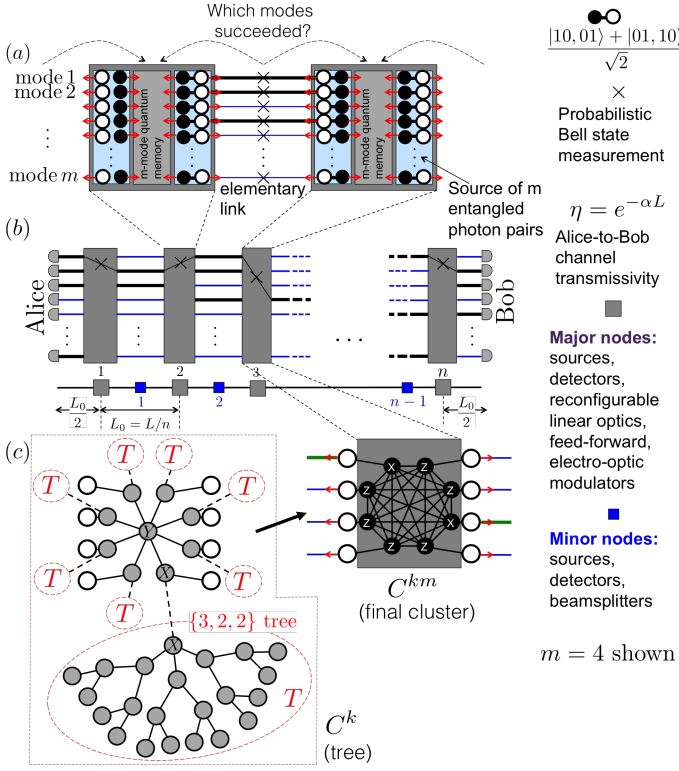 Which modes
succeeded?
(a)
mode 1
mode 2
⋮
mode m
m-mode quantum
memory
m-mode quantum
memory
elementary
link
Source of m
entangled
photon pairs
|10, 01⟩ + |01, 10⟩
√2
×
Probabilistic
Bell state
measurement
η = e^{−αL}
Alice-to-Bob
channel
transmissivity
Major nodes:
sources,
detectors,
reconfigurable
linear optics,
feed-forward,
electro-optic
modulators
Minor nodes:
sources,
detectors,
beamsplitters
m = 4 shown
(b)
Alice
Bob
1 2 3 n
1 2 n − 1
L_0/2
L_0 = L/n
L_0/2
(c)
T T
T T
T T
T
Y
X
X
{3, 2, 2} tree
T
C^k
(tree)
X Z
Z Z
Z X
Z Z
C^{km}
(final cluster)